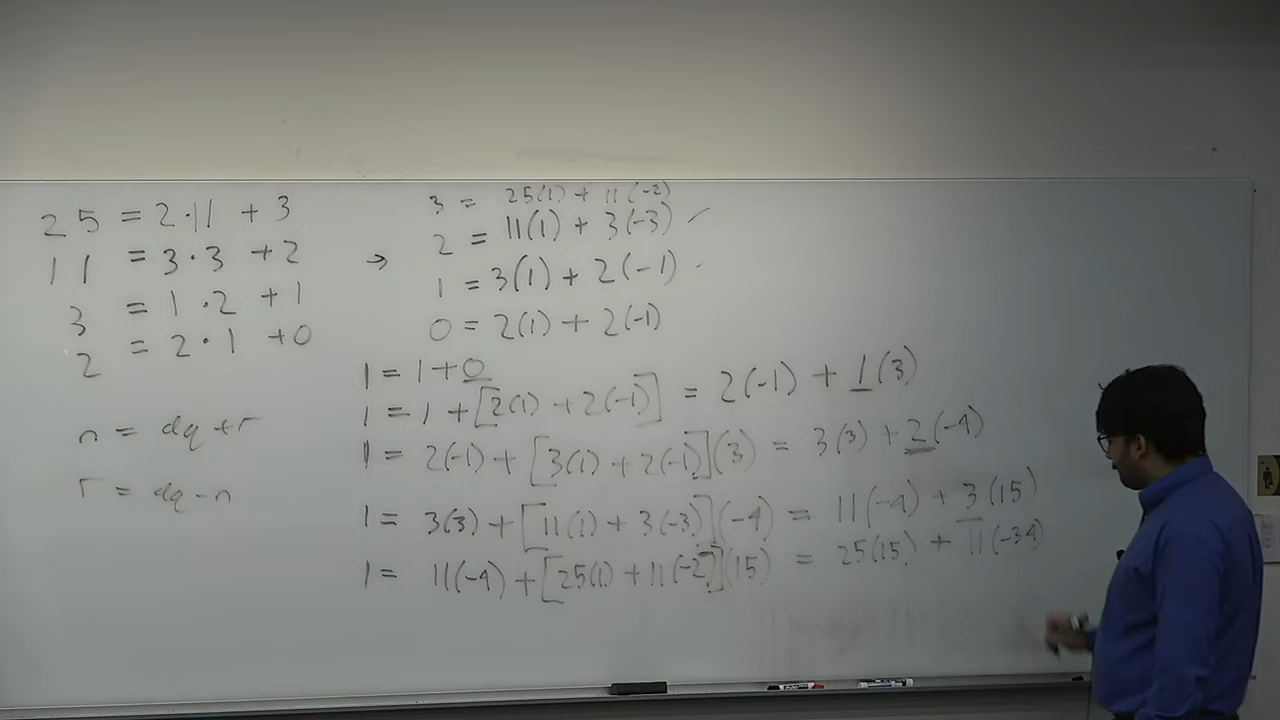 25 = 2·11 + 3
11 = 3·3 + 2
3 = 1·2 + 1
2 = 2·1 + 0
n = dq + r
r = dq - n
→
3 = 25(1) + 11(-2)
2 = 11(1) + 3(-3) ✓
1 = 3(1) + 2(-1)
0 = 2(1) + 2(-1)
1 = 1 + 0
1 = 1 + [2(1) + 2(-1)] = 2(-1) + 1(3)
1 = 2(-1) + [3(1) + 2(-1)](3) = 3(3) + 2(-4)
1 = 3(3) + [11(1) + 3(-3)](-4) = 11(-4) + 3(15)
1 = 11(-4) + [25(1) + 11(-2)](15) = 25(15) + 11(-34)